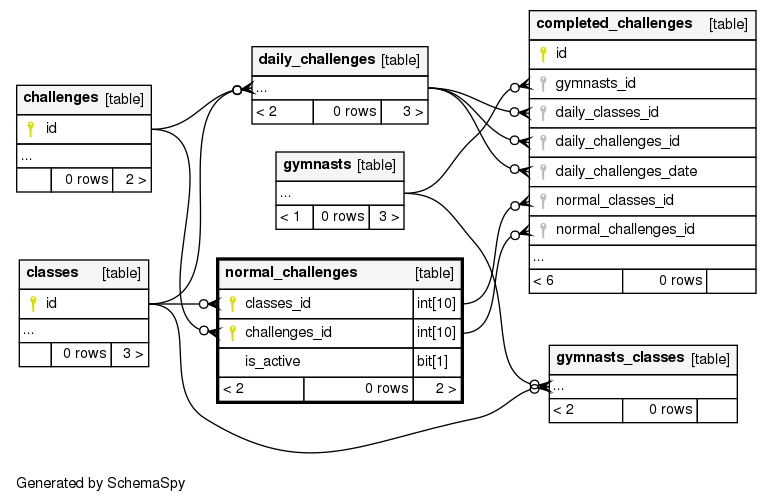 completed_challenges [table]
id
gymnasts_id
daily_classes_id
daily_challenges_id
daily_challenges_date
normal_classes_id
normal_challenges_id
...
< 6 0 rows
daily_challenges [table]
...
< 2 0 rows 3 >
challenges [table]
id
...
0 rows 2 >
gymnasts [table]
...
< 1 0 rows 3 >
classes [table]
id
...
0 rows 3 >
normal_challenges [table]
classes_id int[10]
challenges_id int[10]
is_active bit[1]
< 2 0 rows 2 >
gymnasts_classes [table]
...
< 2 0 rows
Generated by SchemaSpy